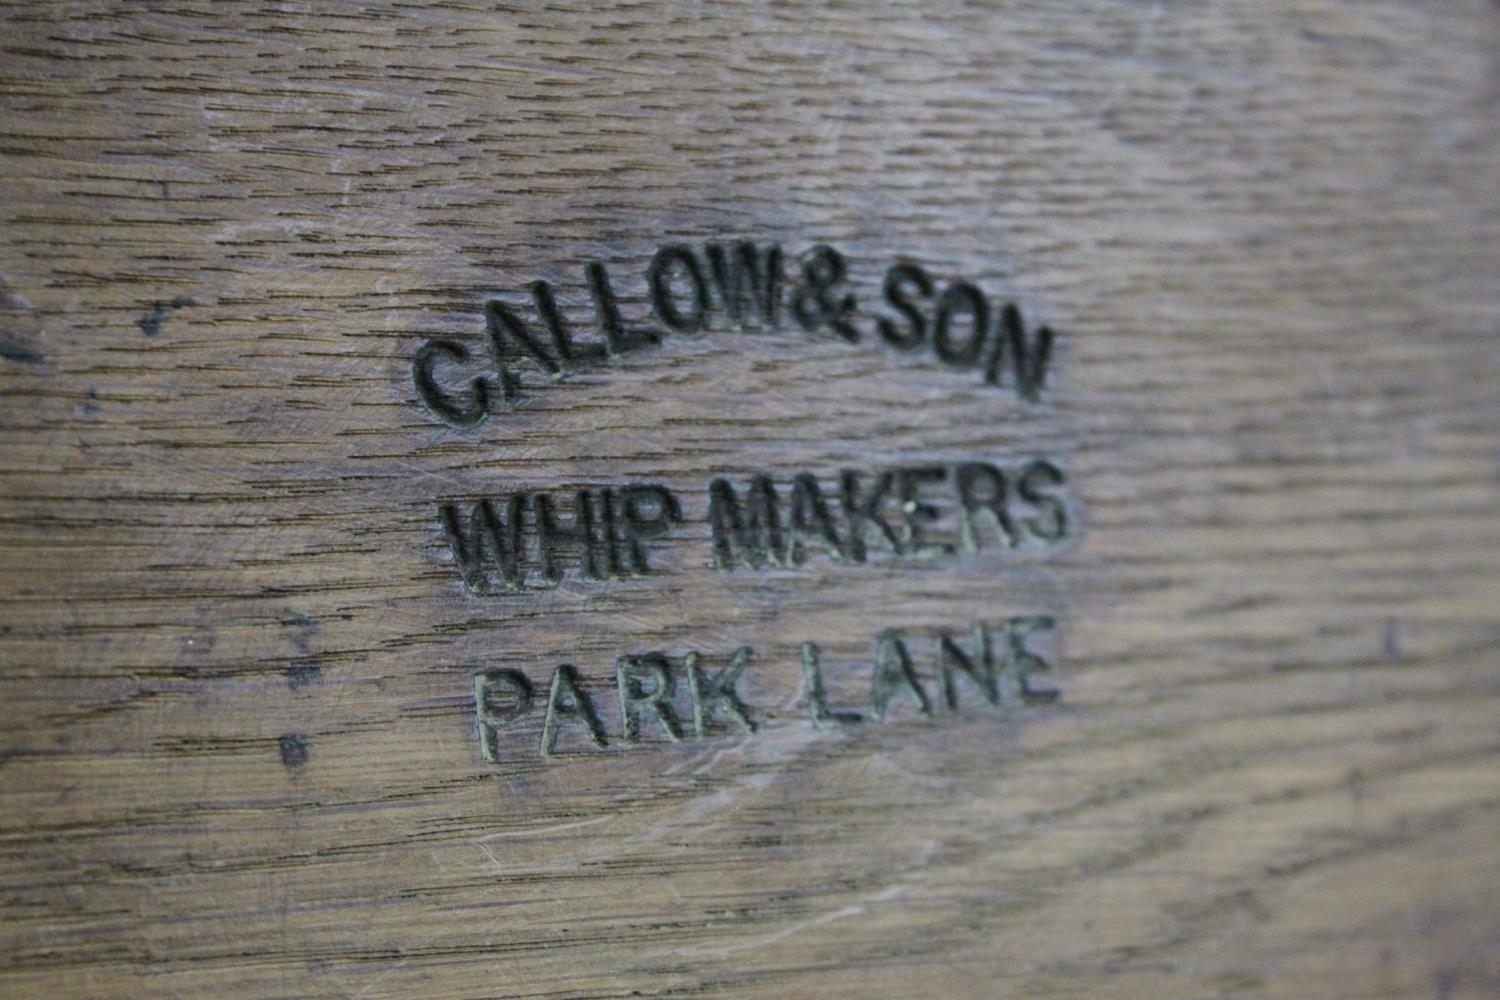 CALLOW & SON
WHIP MAKERS
PARK LANE